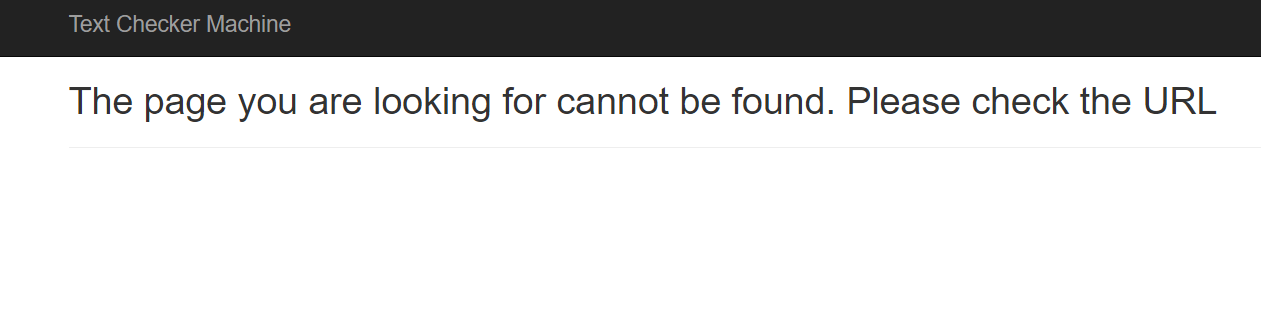 Text Checker Machine
The page you are looking for cannot be found. Please check the URL